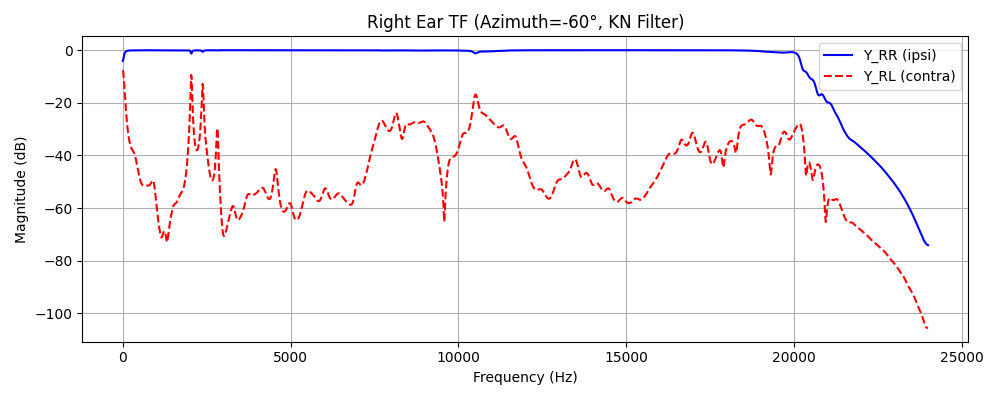 Right Ear TF (Azimuth=-60°, KN Filter)
Magnitude (dB)
0
−20
−40
−60
−80
−100
Y_RR (ipsi)
Y_RL (contra)
0 5000 10000 15000 20000 25000
Frequency (Hz)